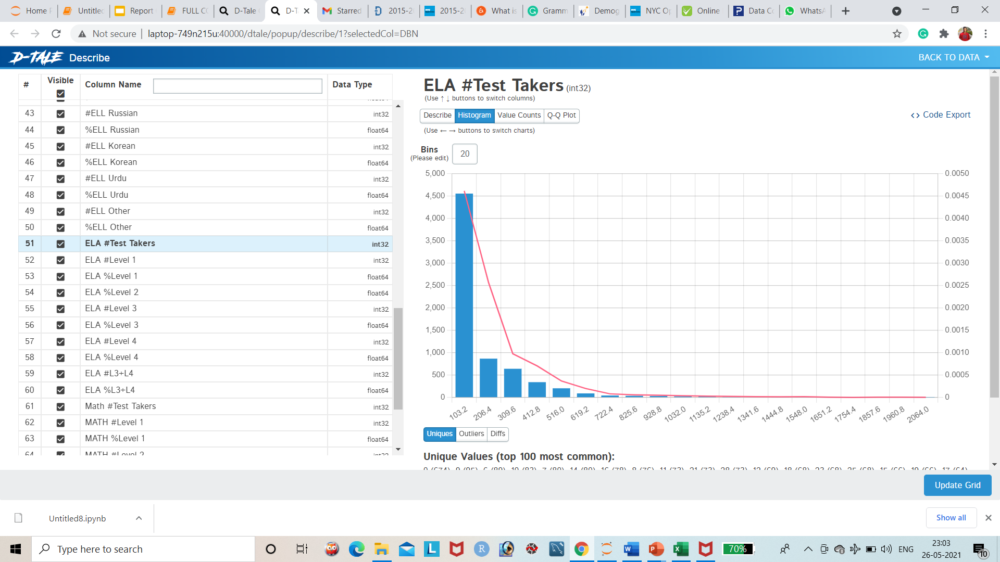 Home
Untitled
Report
FULL CO
D-Tale
D-T
Starred
2015-2
2015-2
What is
Gramm
Demog
NYC Op
Online
Data Co
WhatsA
Not secure | laptop-749n215u:40000/dtale/popup/describe/1?selectedCol=DBN
D-TALE Describe
BACK TO DATA
# Visible Column Name Data Type
43 #ELL Russian int32
44 %ELL Russian float64
45 #ELL Korean int32
46 %ELL Korean float64
47 #ELL Urdu int32
48 %ELL Urdu float64
49 #ELL Other int32
50 %ELL Other float64
51 ELA #Test Takers int32
52 ELA #Level 1 int32
53 ELA %Level 1 float64
54 ELA %Level 2 float64
55 ELA #Level 3 int32
56 ELA %Level 3 float64
57 ELA #Level 4 int32
58 ELA %Level 4 float64
59 ELA #L3+L4 int32
60 ELA %L3+L4 float64
61 Math #Test Takers int32
62 MATH #Level 1 int32
63 MATH %Level 1 float64
64 MATH #Level 2 int32
ELA #Test Takers (int32)
(Use ↑ ↓ buttons to switch columns)
Describe Histogram Value Counts Q-Q Plot
<> Code Export
(Use ← → buttons to switch charts)
Bins
(Please edit)
20
5,000 0.0050
4,500 0.0045
4,000 0.0040
3,500 0.0035
3,000 0.0030
2,500 0.0025
2,000 0.0020
1,500 0.0015
1,000 0.0010
500 0.0005
0 0
103.2 206.4 309.6 412.8 516.0 619.2 722.4 825.6 928.8 1032.0 1135.2 1238.4 1341.6 1444.8 1548.0 1651.2 1754.4 1857.6 1960.8 2064.0
Uniques Outliers Diffs
Unique Values (top 100 most common):
Update Grid
Untitled8.ipynb
Show all
Type here to search
70%
ENG
23:03
26-05-2021
10